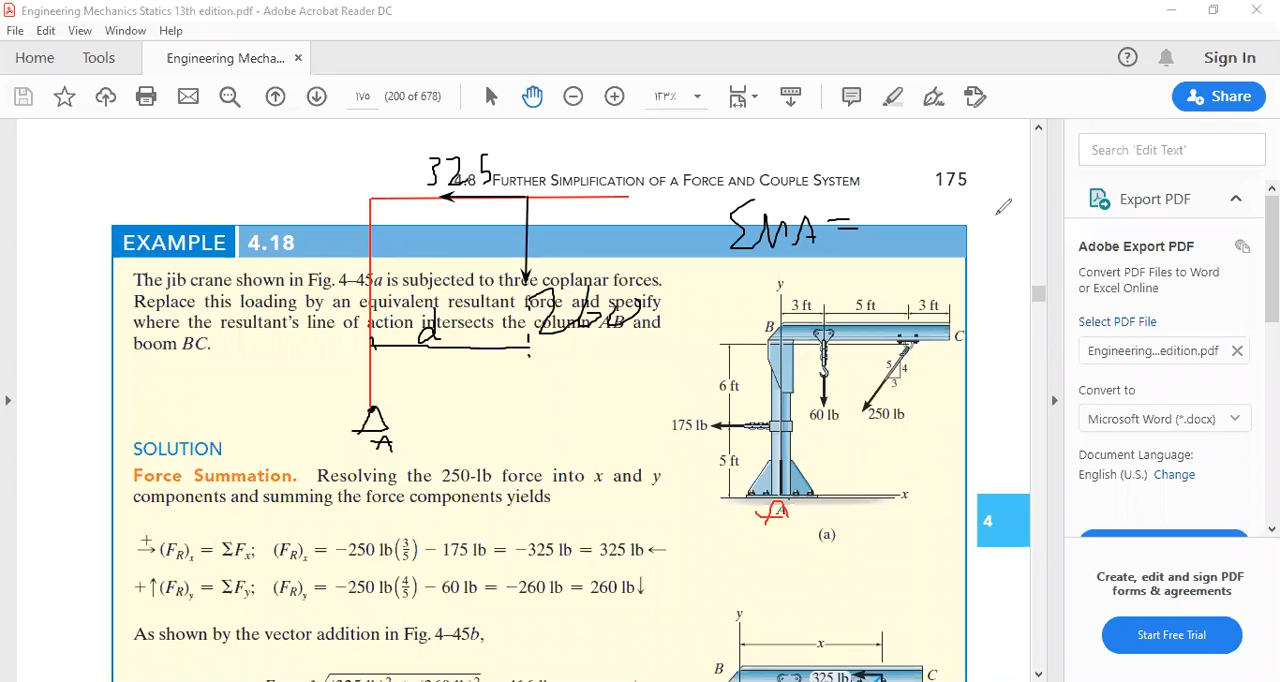 Engineering Mechanics Statics 13th edition.pdf - Adobe Acrobat Reader DC
File Edit View Window Help
Home Tools Engineering Mecha... × Sign In
١٧٥ (200 of 678) ١٢٣٪ Share
32.5
4.8 FURTHER SIMPLIFICATION OF A FORCE AND COUPLE SYSTEM 175
ΣMA =
EXAMPLE 4.18
The jib crane shown in Fig. 4–45a is subjected to three coplanar forces.
Replace this loading by an equivalent resultant force and specify
where the resultant's line of action intersects the column AB and
boom BC.
d
A
SOLUTION
Force Summation. Resolving the 250-lb force into x and y
components and summing the force components yields
+→ (FR)x = ΣFx; (FR)x = −250 lb(3/5) − 175 lb = −325 lb = 325 lb ←
+↑(FR)y = ΣFy; (FR)y = −250 lb(4/5) − 60 lb = −260 lb = 260 lb↓
As shown by the vector addition in Fig. 4–45b,
y
3 ft 5 ft 3 ft
B
C
5 4
3
6 ft
60 lb 250 lb
175 lb
5 ft
x
A
(a)
4
y
x
B
325 lb
C
Search 'Edit Text'
Export PDF
Adobe Export PDF
Convert PDF Files to Word
or Excel Online
Select PDF File
Engineering...edition.pdf ×
Convert to
Microsoft Word (*.docx)
Document Language:
English (U.S.) Change
Create, edit and sign PDF
forms & agreements
Start Free Trial